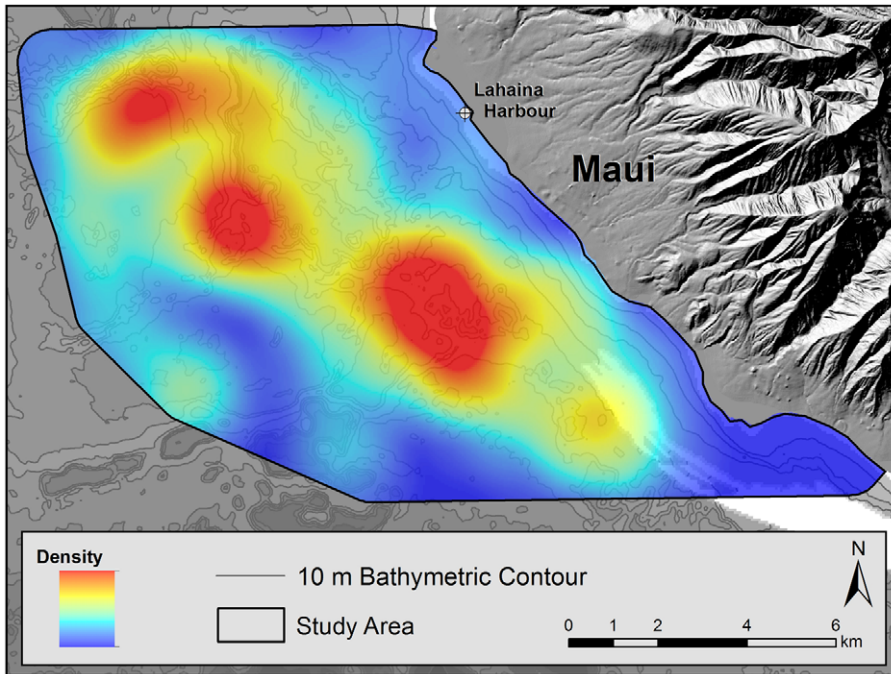 Lahaina
Harbour
Maui
Density
10 m Bathymetric Contour
Study Area
N
0 1 2 4 6
km